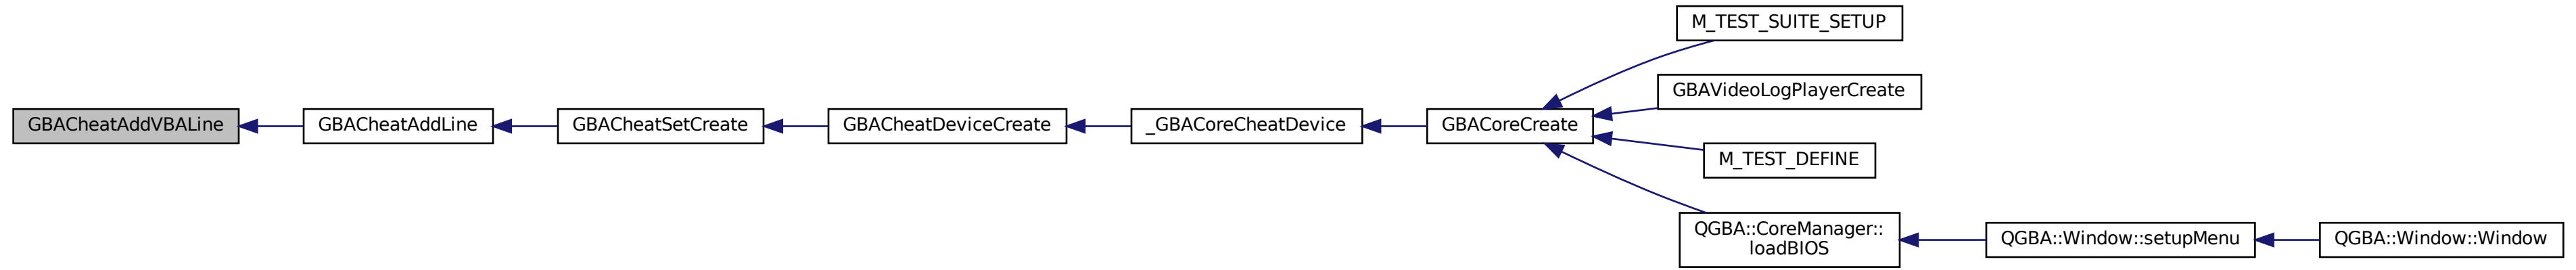 M_TEST_SUITE_SETUP
GBAVideoLogPlayerCreate
GBACheatAddVBALine
GBACheatAddLine
GBACheatSetCreate
GBACheatDeviceCreate
_GBACoreCheatDevice
GBACoreCreate
M_TEST_DEFINE
QGBA::CoreManager::
loadBIOS
QGBA::Window::setupMenu
QGBA::Window::Window